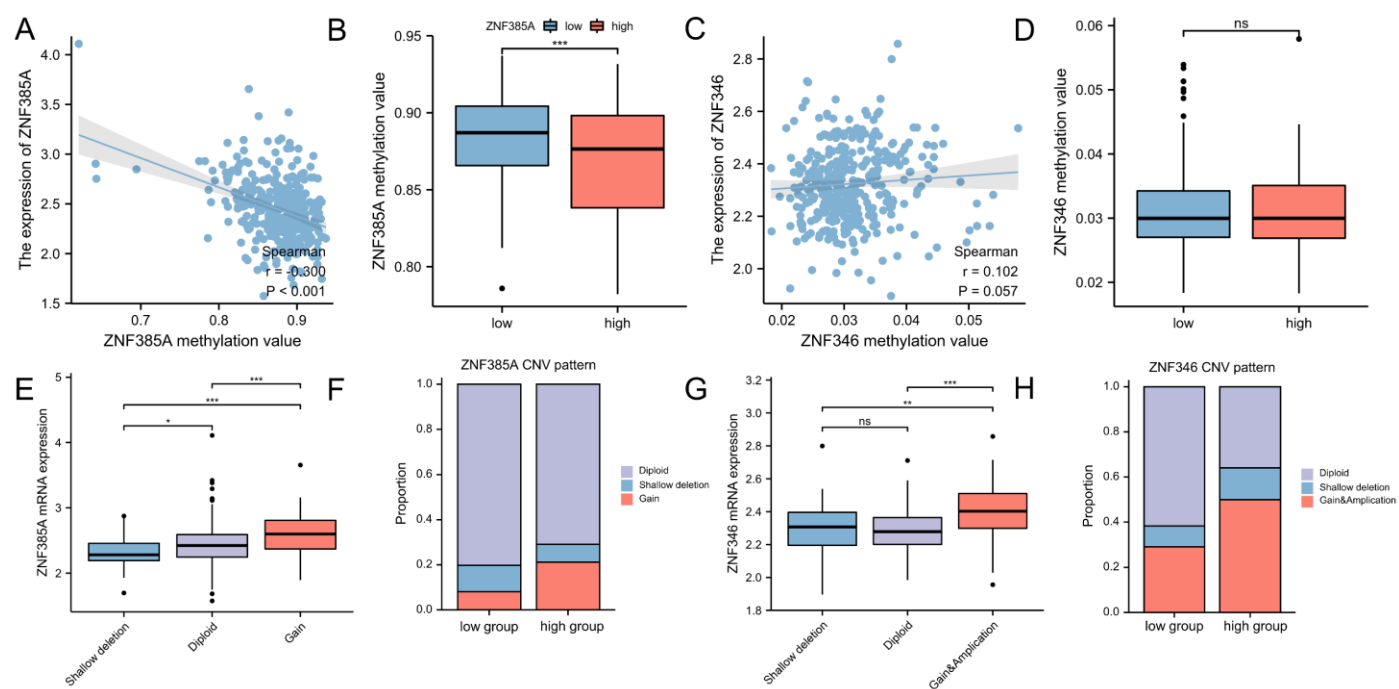 A
The expression of ZNF385A
4.0
3.5
3.0
2.5
2.0
1.5
Spearman
r = -0.300
P < 0.001
0.7
0.8
0.9
ZNF385A methylation value
B
ZNF385A low high
ZNF385A methylation value
0.95
0.90
0.85
0.80
***
low
high
C
The expression of ZNF346
2.8
2.6
2.4
2.2
2.0
Spearman
r = 0.102
P = 0.057
0.02
0.03
0.04
0.05
ZNF346 methylation value
D
ZNF346 methylation value
0.06
0.05
0.04
0.03
0.02
ns
low
high
E
ZNF385A mRNA expression
5
4
3
2
***
***
*
Shallow deletion
Diploid
Gain
F
ZNF385A CNV pattern
Proportion
1.0
0.8
0.6
0.4
0.2
0.0
low group
high group
Diploid
Shallow deletion
Gain
G
ZNF346 mRNA expression
3.2
3.0
2.8
2.6
2.4
2.2
2.0
1.8
***
**
ns
Shallow deletion
Diploid
Gain&Amplication
H
ZNF346 CNV pattern
Proportion
1.0
0.8
0.6
0.4
0.2
0.0
low group
high group
Diploid
Shallow deletion
Gain&Amplication